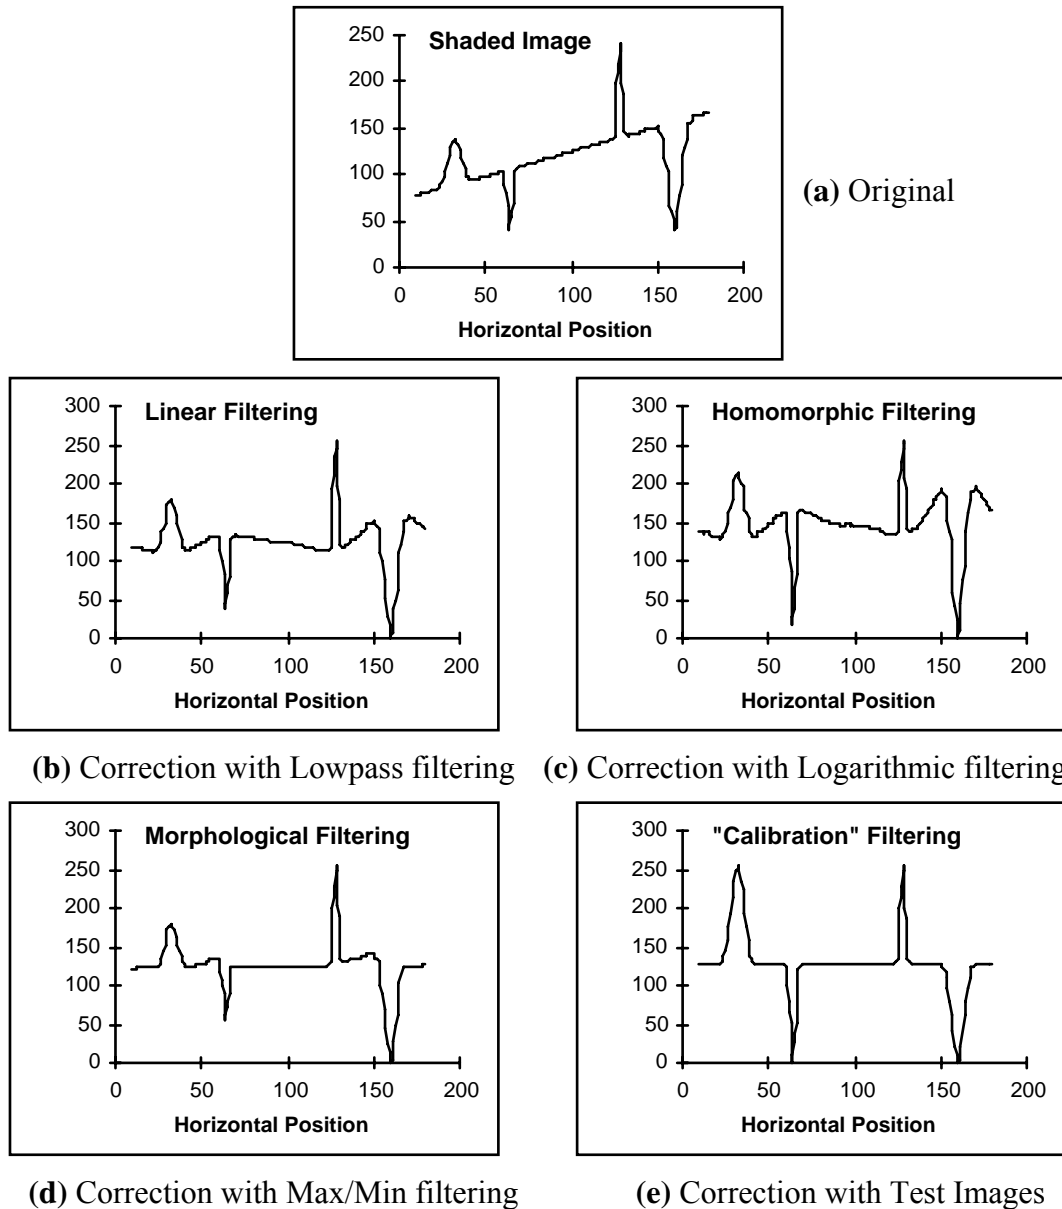 Shaded Image
250
200
150
100
50
0
0 50 100 150 200
Horizontal Position
(a) Original
Linear Filtering
300
250
200
150
100
50
0
0 50 100 150 200
Horizontal Position
Homomorphic Filtering
300
250
200
150
100
50
0
0 50 100 150 200
Horizontal Position
(b) Correction with Lowpass filtering
(c) Correction with Logarithmic filtering
Morphological Filtering
300
250
200
150
100
50
0
0 50 100 150 200
Horizontal Position
"Calibration" Filtering
300
250
200
150
100
50
0
0 50 100 150 200
Horizontal Position
(d) Correction with Max/Min filtering
(e) Correction with Test Images